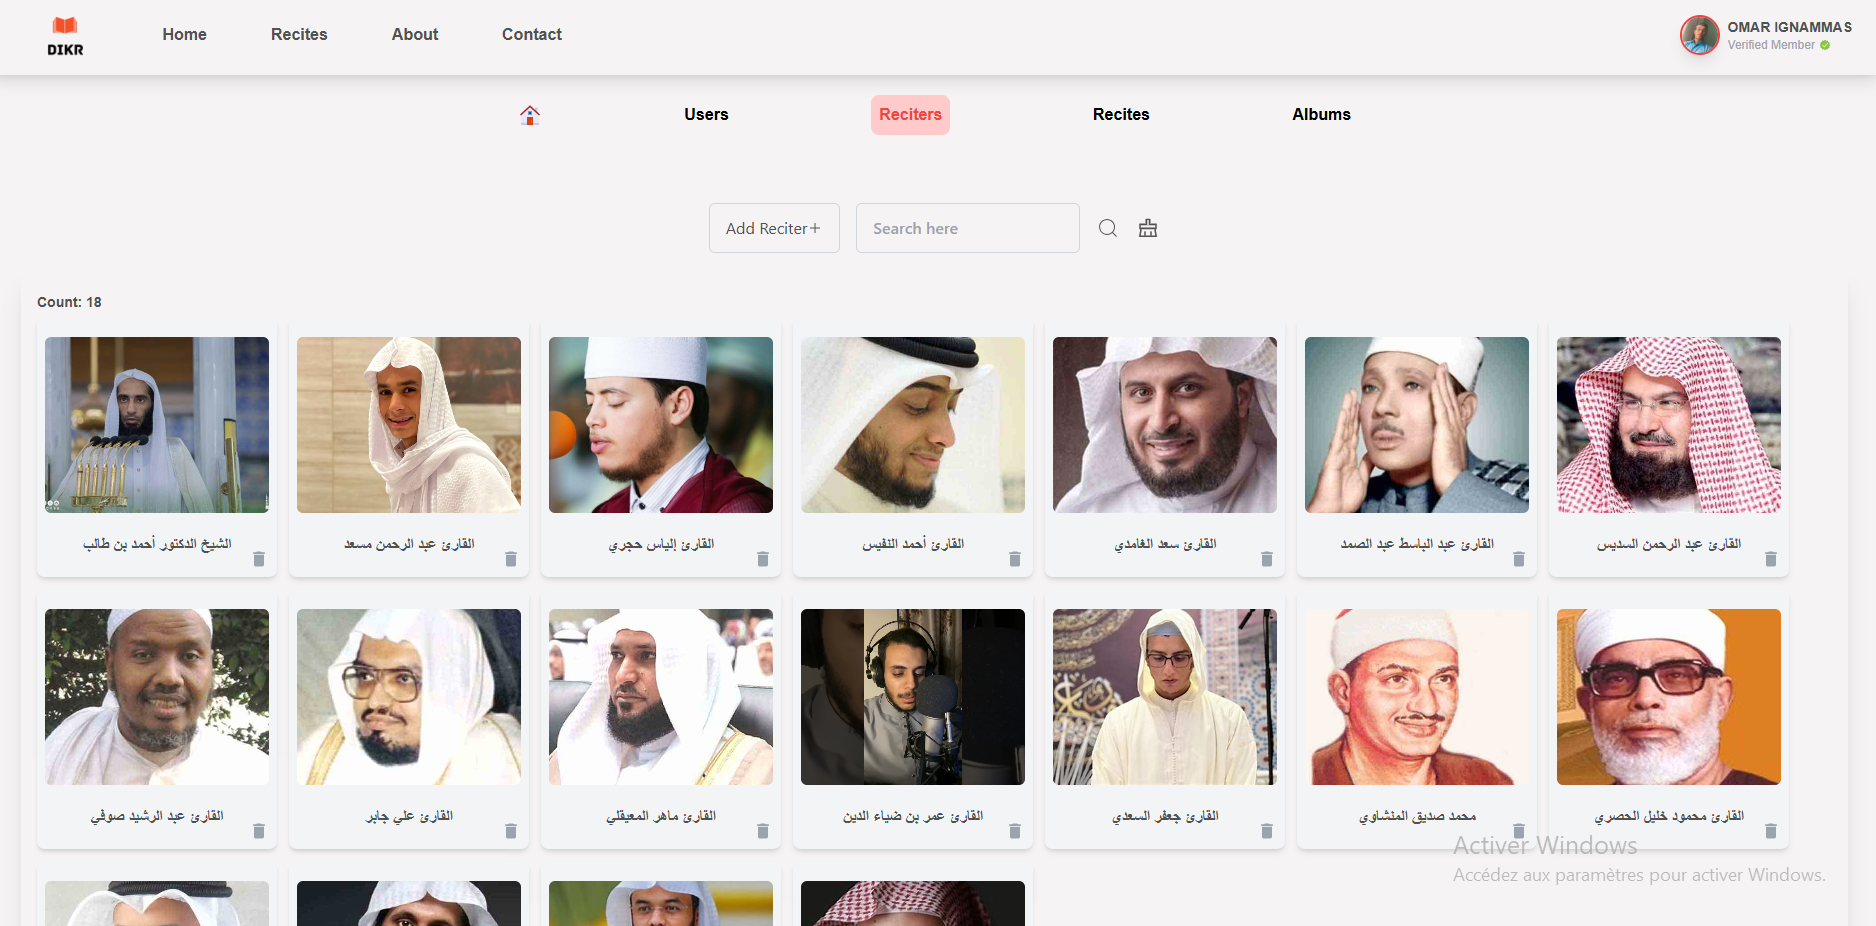 DIKR
Home
Recites
About
Contact
OMAR IGNAMMAS
Verified Member
Users
Reciters
Recites
Albums
Add Reciter+
Search here
Count: 18
الشيخ الدكتور أحمد بن طالب
القارئ عبد الرحمن مسعد
القارئ إلياس حجري
القارئ أحمد النفيس
القارئ سعد الغامدي
القارئ عبد الباسط عبد الصمد
القارئ عبد الرحمن السديس
القارئ عبد الرشيد صوفي
القارئ علي جابر
القارئ ماهر المعيقلي
القارئ عمر بن ضياء الدين
القارئ جعفر السعدي
محمد صديق المنشاوي
القارئ محمود خليل الحصري
Activer Windows
Accédez aux paramètres pour activer Windows.